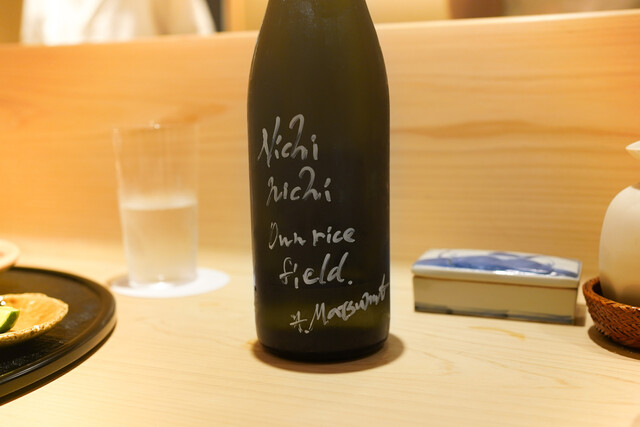 Nichi
nichi
Own rice
field.
H. Matsumoto